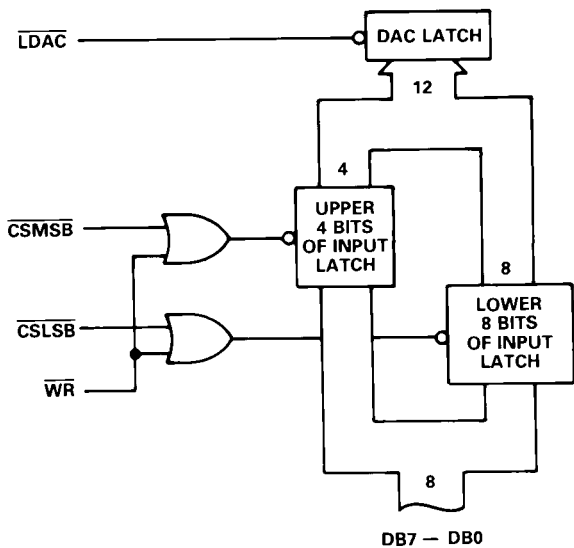 LDAC
DAC LATCH
12
4
UPPER
4 BITS
OF INPUT
LATCH
CSMSB
8
LOWER
8 BITS
OF INPUT
LATCH
CSLSB
WR
8
DB7 — DB0